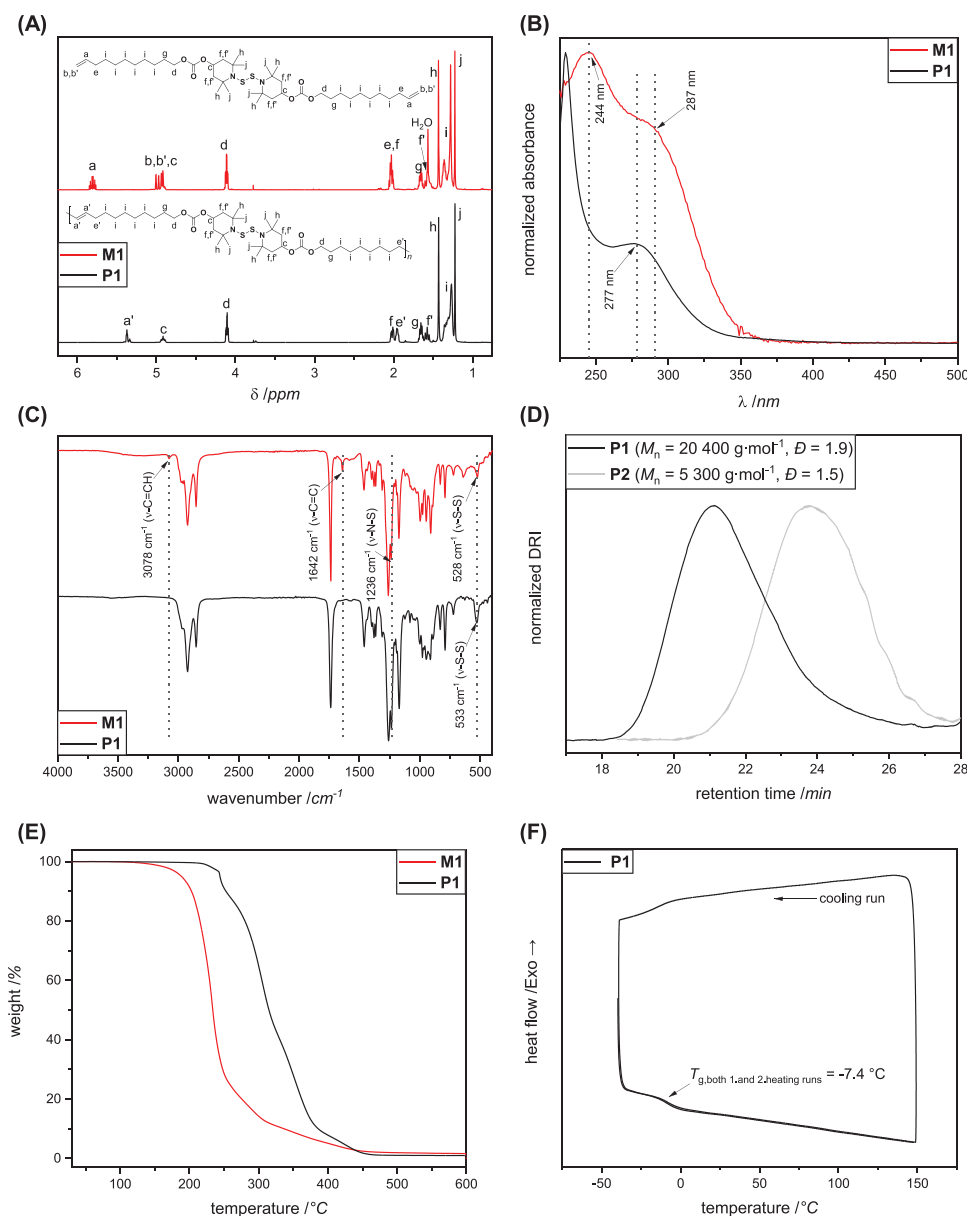 (A)
a
b,b'
e
i
i
i
i
i
i
g
d
O
O
O
c
f,f'
h
j
N
S
S
N
h
j
f,f'
c
O
O
O
d
g
i
i
i
i
i
i
e
a
b,b'
a
b,b',c
d
e,f
g
f'
H2O
h
i
j
a'
a'
e'
i
i
i
i
i
i
g
d
O
O
O
c
f,f'
h
j
N
S
S
N
h
j
f,f'
c
O
O
O
d
g
i
i
i
i
i
i
e'
n
M1
P1
a'
c
d
f
e'
g
f'
h
i
j
6
5
4
3
2
1
δ /ppm
(B)
M1
P1
244 nm
287 nm
277 nm
normalized absorbance
250
300
350
400
450
500
λ /nm
(C)
3078 cm-1 (ν-C=CH)
1642 cm-1 (ν-C=C)
1236 cm-1 (ν-N-S)
528 cm-1 (ν-S-S)
533 cm-1 (ν-S-S)
M1
P1
4000
3000
2500
2000
1500
1000
500
wavenumber /cm-1
(D)
P1 (Mn = 20 400 g·mol-1, Đ = 1.9)
P2 (Mn = 5 300 g·mol-1, Đ = 1.5)
normalized DRI
18
20
22
24
26
28
retention time /min
(E)
M1
P1
weight /%
100
80
60
40
20
0
100
200
300
400
500
600
temperature /°C
(F)
P1
cooling run
Tg,both 1.and 2.heating runs = -7.4 °C
heat flow /Exo →
-50
0
50
100
150
temperature /°C